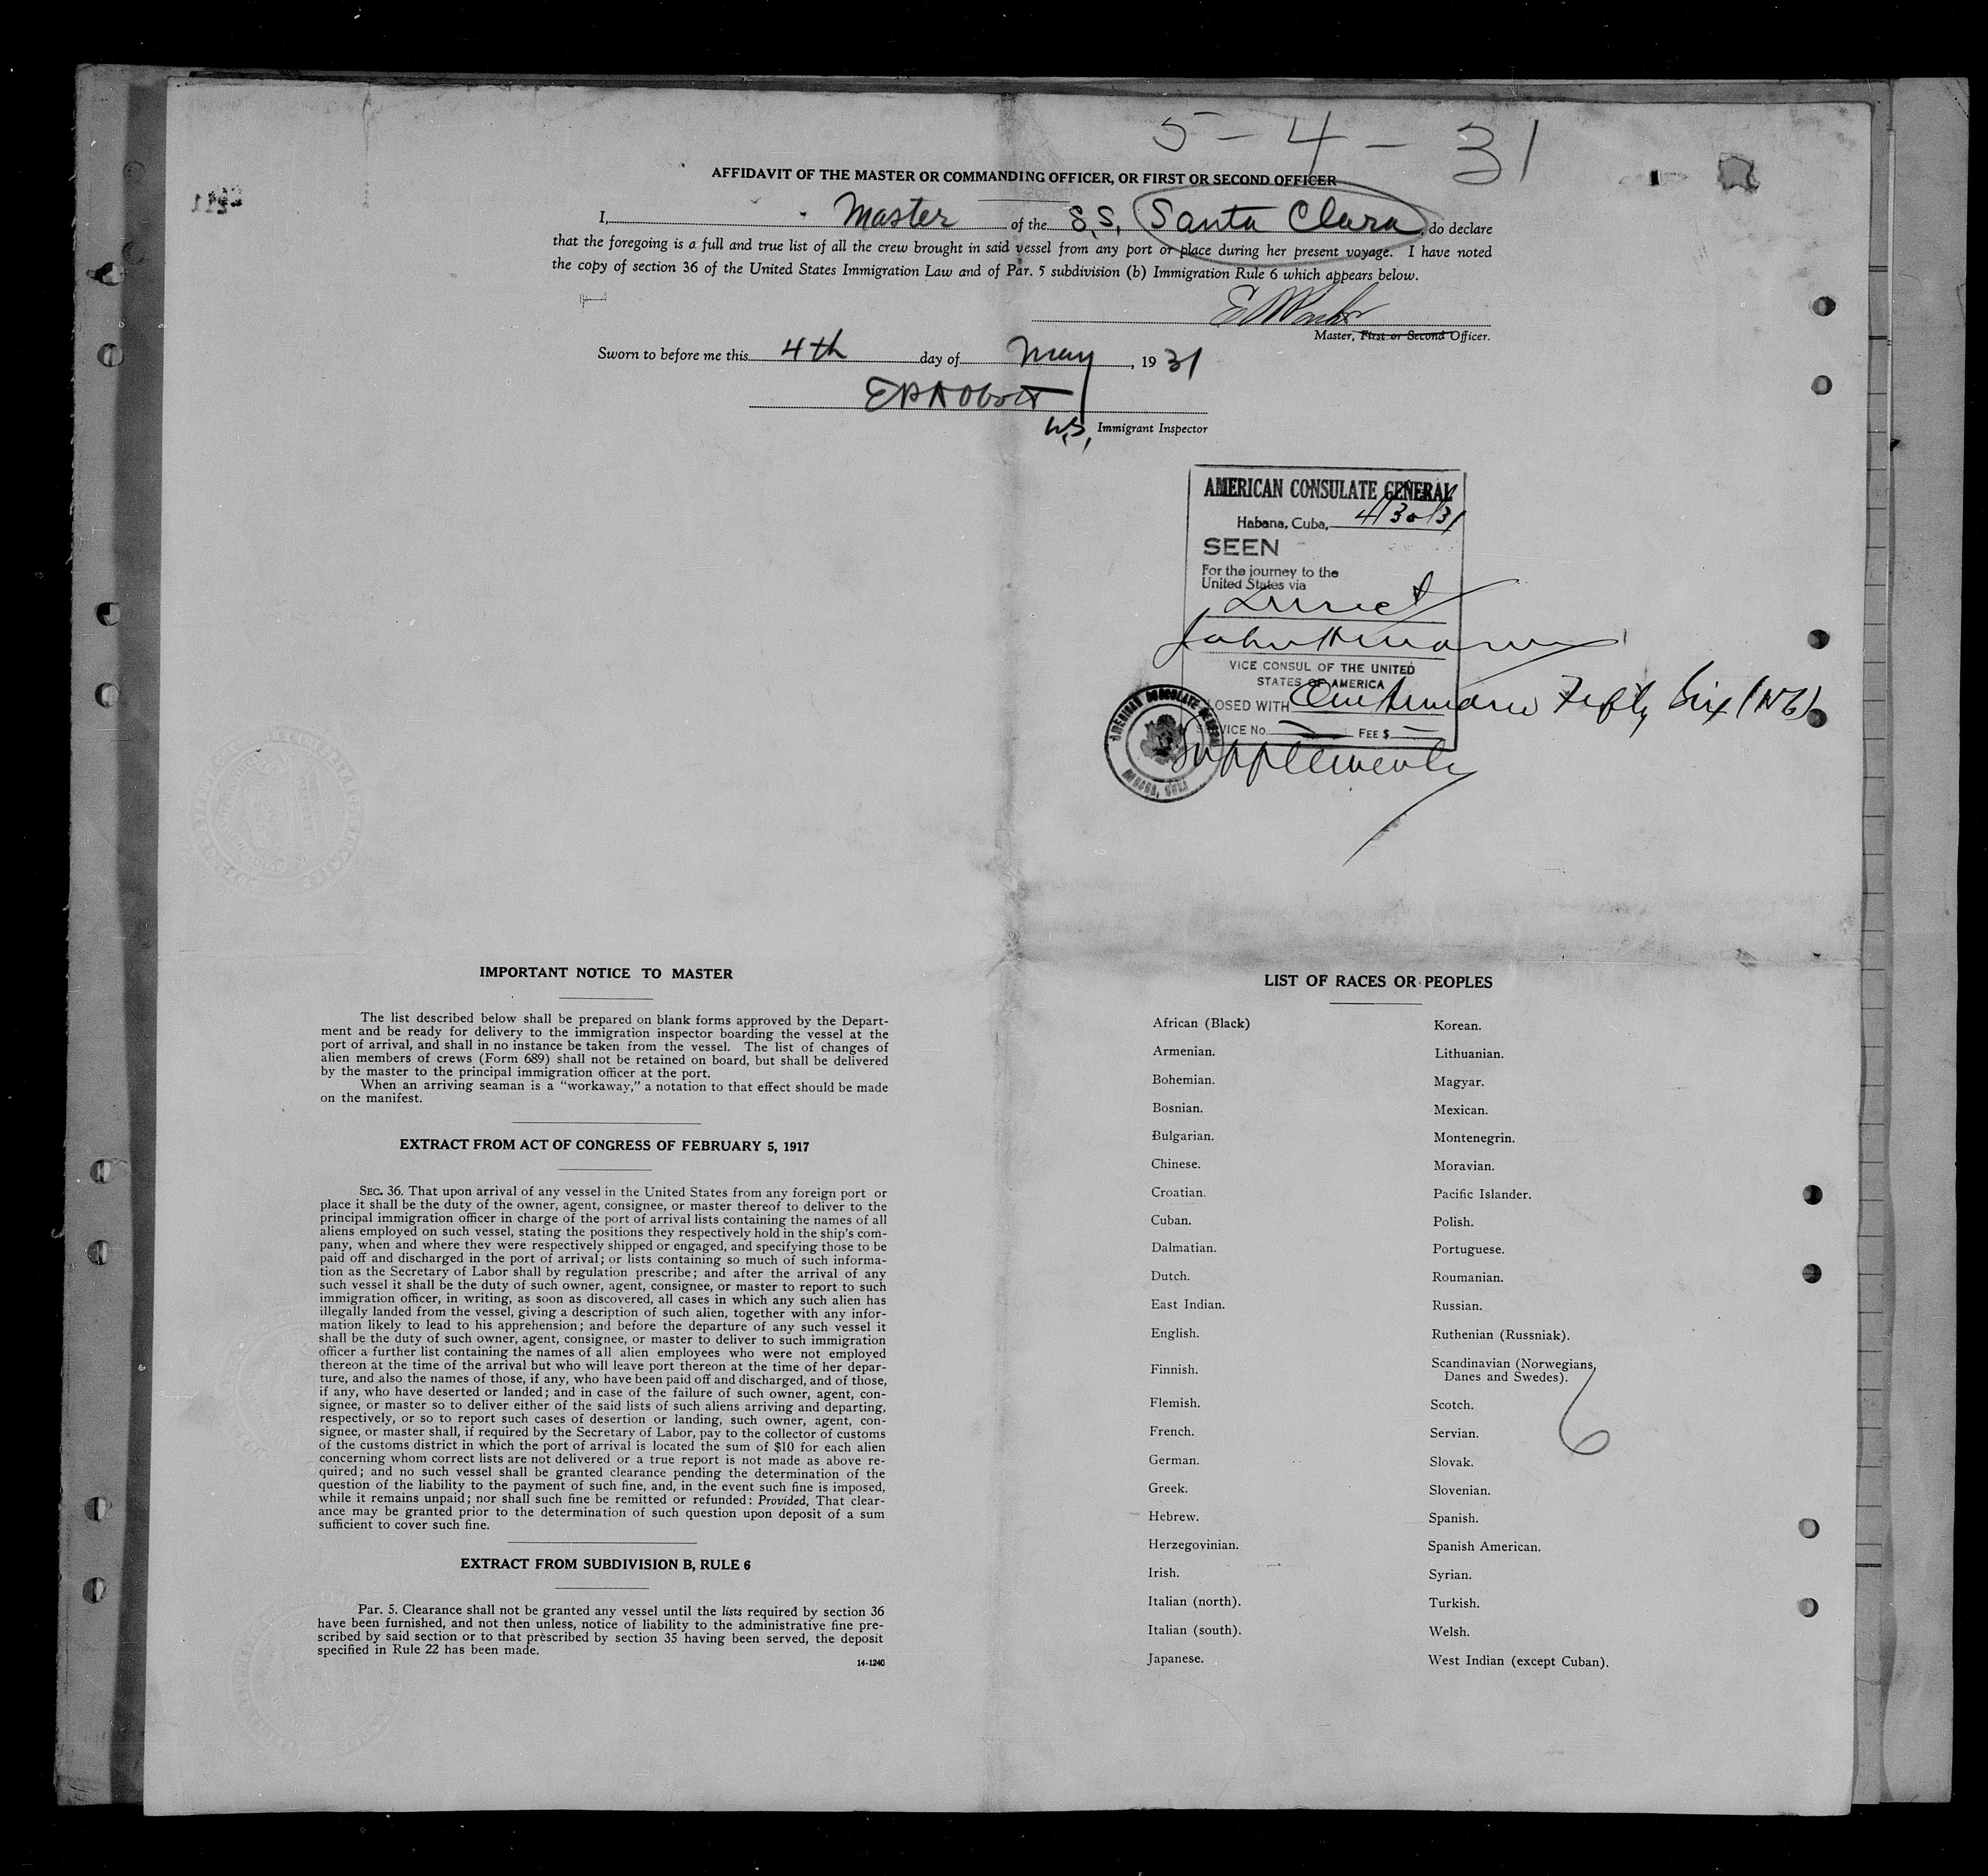 5 - 4 - 31
AFFIDAVIT OF THE MASTER OR COMMANDING OFFICER, OR FIRST OR SECOND OFFICER
I, Master of the S.S. Santa Clara, do declare
that the foregoing is a full and true list of all the crew brought in said vessel from any port or place during her present voyage. I have noted
the copy of section 36 of the United States Immigration Law and of Par. 5 subdivision (b) Immigration Rule 6 which appears below.
Master, First or Second Officer.
Sworn to before me this 4th day of May, 1931
U.S. Immigrant Inspector
AMERICAN CONSULATE GENERAL
Habana, Cuba, 4/30/31
SEEN
For the journey to the
United States via
Direct
VICE CONSUL OF THE UNITED
STATES OF AMERICA
OSED WITH One Hundred Fifty Six (156)
VICE No. FEE $
Supplements
IMPORTANT NOTICE TO MASTER
The list described below shall be prepared on blank forms approved by the Depart-
ment and be ready for delivery to the immigration inspector boarding the vessel at the
port of arrival, and shall in no instance be taken from the vessel. The list of changes of
alien members of crews (Form 689) shall not be retained on board, but shall be delivered
by the master to the principal immigration officer at the port.
When an arriving seaman is a "workaway," a notation to that effect should be made
on the manifest.
EXTRACT FROM ACT OF CONGRESS OF FEBRUARY 5, 1917
SEC. 36. That upon arrival of any vessel in the United States from any foreign port or
place it shall be the duty of the owner, agent, consignee, or master thereof to deliver to the
principal immigration officer in charge of the port of arrival lists containing the names of all
aliens employed on such vessel, stating the positions they respectively hold in the ship's com-
pany, when and where they were respectively shipped or engaged, and specifying those to be
paid off and discharged in the port of arrival; or lists containing so much of such informa-
tion as the Secretary of Labor shall by regulation prescribe; and after the arrival of any
such vessel it shall be the duty of such owner, agent, consignee, or master to report to such
immigration officer, in writing, as soon as discovered, all cases in which any such alien has
illegally landed from the vessel, giving a description of such alien, together with any infor-
mation likely to lead to his apprehension; and before the departure of any such vessel it
shall be the duty of such owner, agent, consignee, or master to deliver to such immigration
officer a further list containing the names of all alien employees who were not employed
thereon at the time of the arrival but who will leave port thereon at the time of her depar-
ture, and also the names of those, if any, who have been paid off and discharged, and of those,
if any, who have deserted or landed; and in case of the failure of such owner, agent, con-
signee, or master so to deliver either of the said lists of such aliens arriving and departing,
respectively, or so to report such cases of desertion or landing, such owner, agent, con-
signee, or master shall, if required by the Secretary of Labor, pay to the collector of customs
of the customs district in which the port of arrival is located the sum of $10 for each alien
concerning whom correct lists are not delivered or a true report is not made as above re-
quired; and no such vessel shall be granted clearance pending the determination of the
question of the liability to the payment of such fine, and, in the event such fine is imposed,
while it remains unpaid; nor shall such fine be remitted or refunded: Provided, That clear-
ance may be granted prior to the determination of such question upon deposit of a sum
sufficient to cover such fine.
EXTRACT FROM SUBDIVISION B, RULE 6
Par. 5. Clearance shall not be granted any vessel until the lists required by section 36
have been furnished, and not then unless, notice of liability to the administrative fine pre-
scribed by said section or to that prescribed by section 35 having been served, the deposit
specified in Rule 22 has been made.
14-1240
LIST OF RACES OR PEOPLES
African (Black)
Armenian.
Bohemian.
Bosnian.
Bulgarian.
Chinese.
Croatian.
Cuban.
Dalmatian.
Dutch.
East Indian.
English.
Finnish.
Flemish.
French.
German.
Greek.
Hebrew.
Herzegovinian.
Irish.
Italian (north).
Italian (south).
Japanese.
Korean.
Lithuanian.
Magyar.
Mexican.
Montenegrin.
Moravian.
Pacific Islander.
Polish.
Portuguese.
Roumanian.
Russian.
Ruthenian (Russniak).
Scandinavian (Norwegians,
Danes and Swedes).
Scotch.
Servian.
Slovak.
Slovenian.
Spanish.
Spanish American.
Syrian.
Turkish.
Welsh.
West Indian (except Cuban).
6